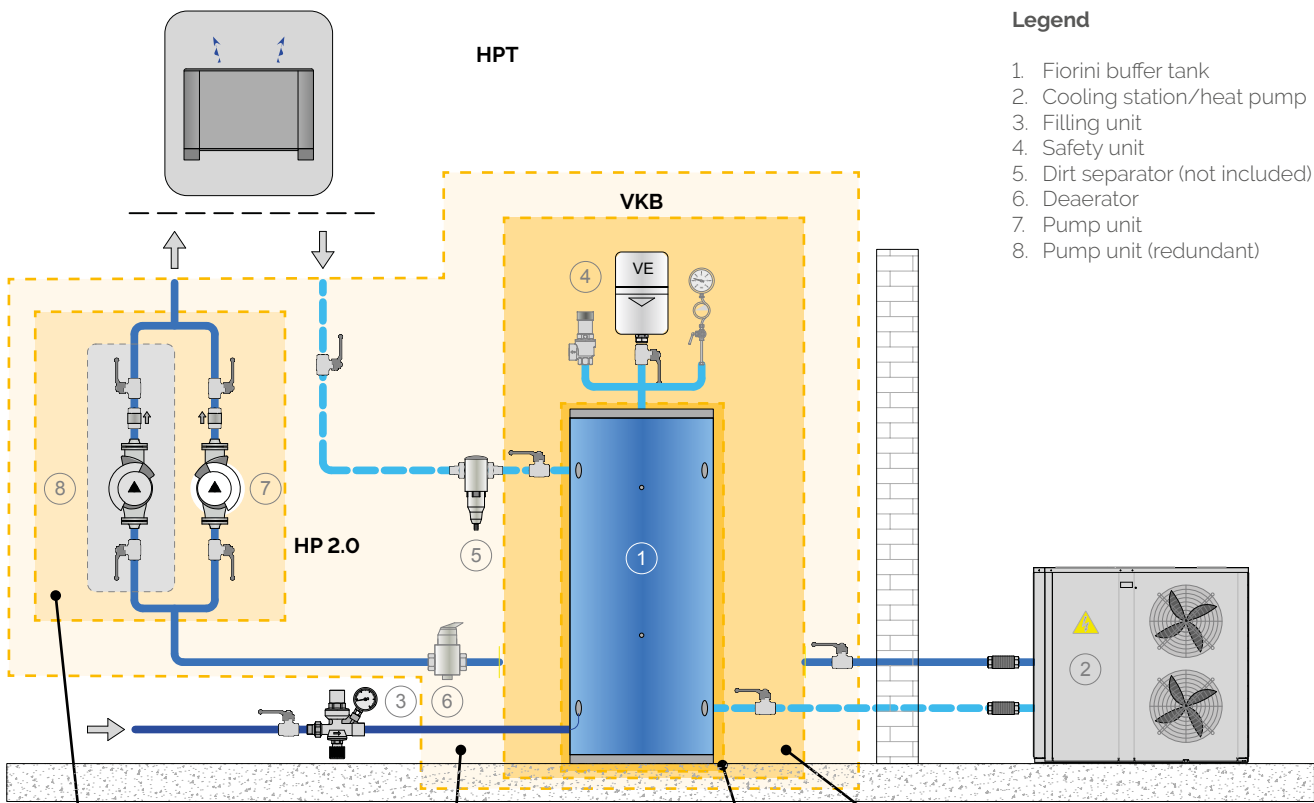 HPT
Legend
1. Fiorini buffer tank
2. Cooling station/heat pump
3. Filling unit
4. Safety unit
5. Dirt separator (not included)
6. Deaerator
7. Pump unit
8. Pump unit (redundant)
VKB
4
VE
8
7
HP 2.0
5
1
2
3
6